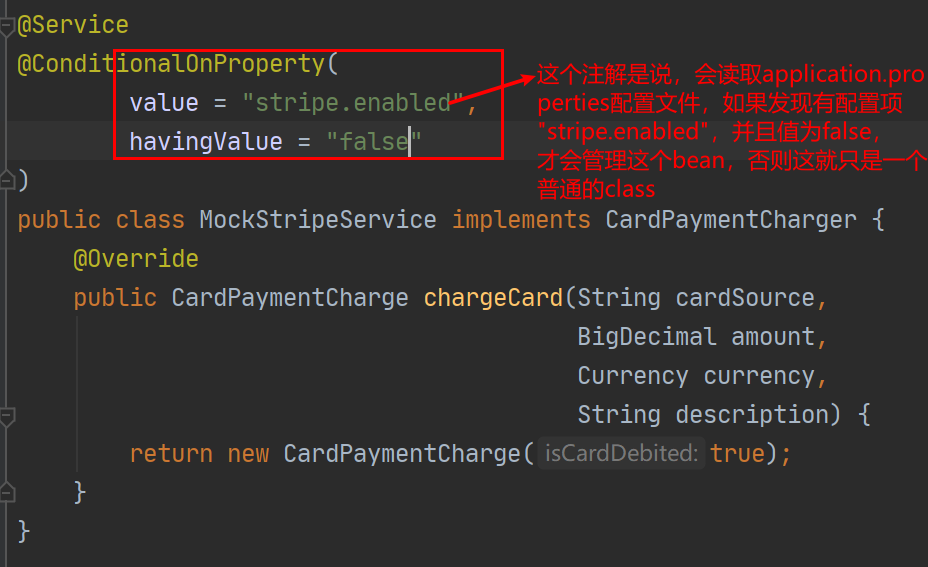 @Service
@ConditionalOnProperty(
value = "stripe.enabled",
havingValue = "false"
)
这个注解是说，会读取application.pro
perties配置文件，如果发现有配置项
"stripe.enabled"，并且值为false，
才会管理这个bean，否则这就只是一个
普通的class
public class MockStripeService implements CardPaymentCharger {
@Override
public CardPaymentCharge chargeCard(String cardSource,
BigDecimal amount,
Currency currency,
String description) {
return new CardPaymentCharge( isCardDebited: true);
}
}